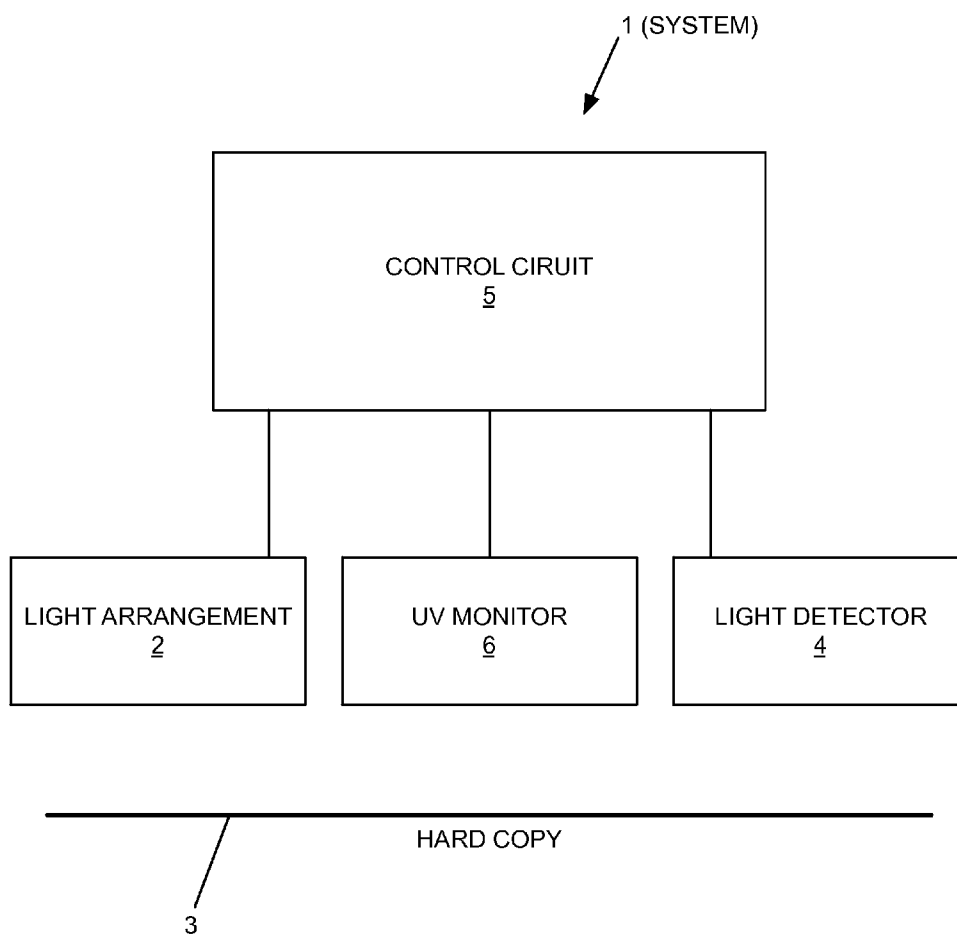 1 (SYSTEM)
CONTROL CIRUIT
5
LIGHT ARRANGEMENT
2
UV MONITOR
6
LIGHT DETECTOR
4
HARD COPY
3